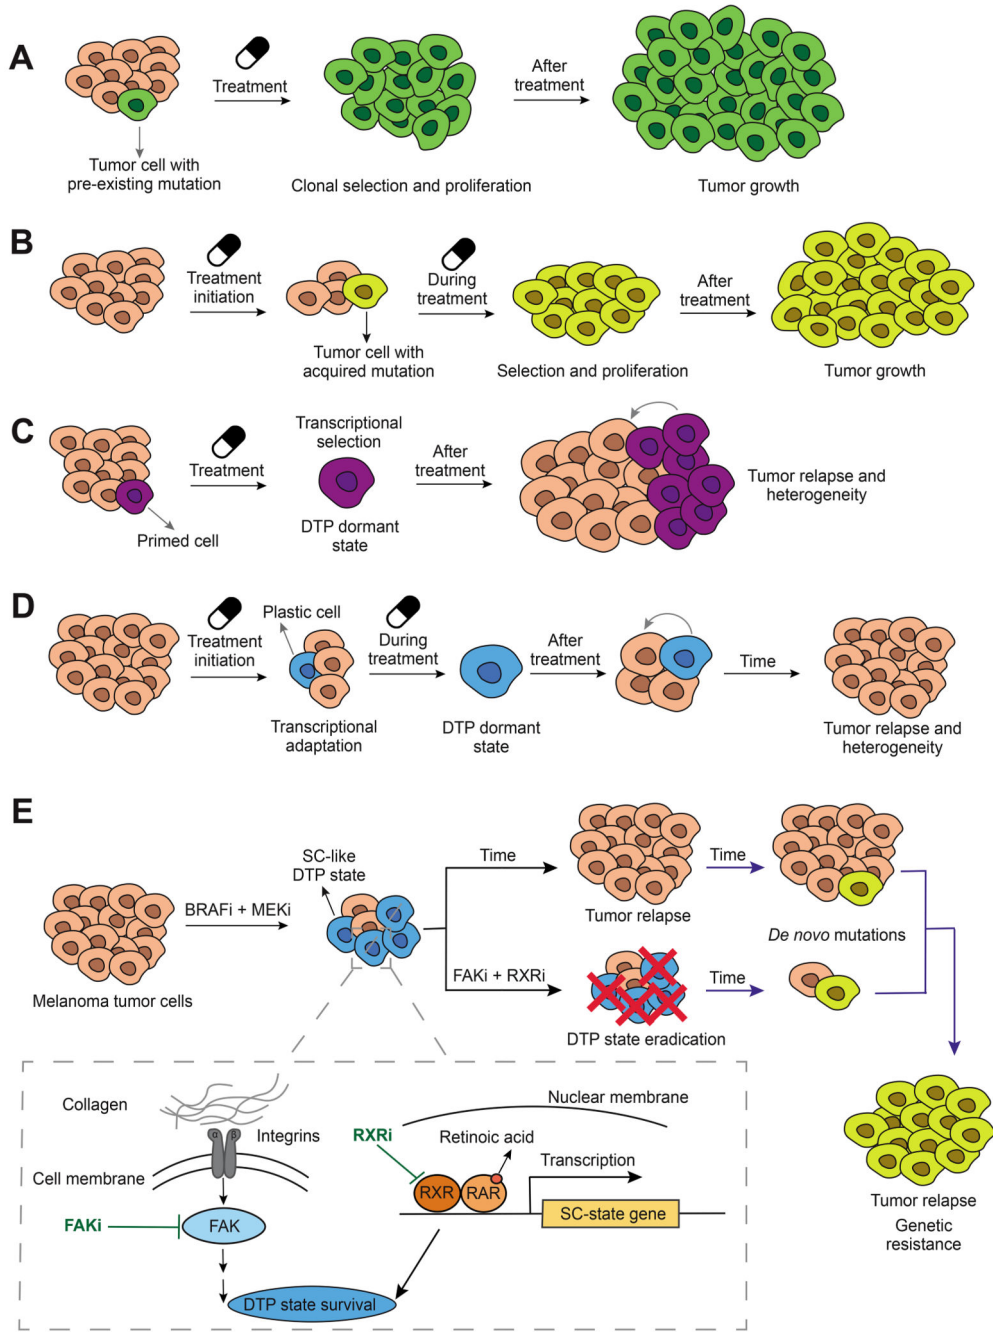 A
Treatment
After
treatment
Tumor cell with
pre-existing mutation
Clonal selection and proliferation
Tumor growth
B
Treatment
initiation
During
treatment
After
treatment
Tumor cell with
acquired mutation
Selection and proliferation
Tumor growth
C
Treatment
Transcriptional
selection
After
treatment
Primed cell
DTP dormant
state
Tumor relapse and
heterogeneity
D
Treatment
initiation
Plastic cell
During
treatment
After
treatment
Time
Transcriptional
adaptation
DTP dormant
state
Tumor relapse and
heterogeneity
E
BRAFi + MEKi
SC-like
DTP state
Time
Time
Melanoma tumor cells
Tumor relapse
De novo mutations
FAKi + RXRi
Time
DTP state eradication
Collagen
α β
Integrins
Cell membrane
FAKi
FAK
Nuclear membrane
RXRi
Retinoic acid
RXR
RAR
Transcription
SC-state gene
DTP state survival
Tumor relapse
Genetic
resistance